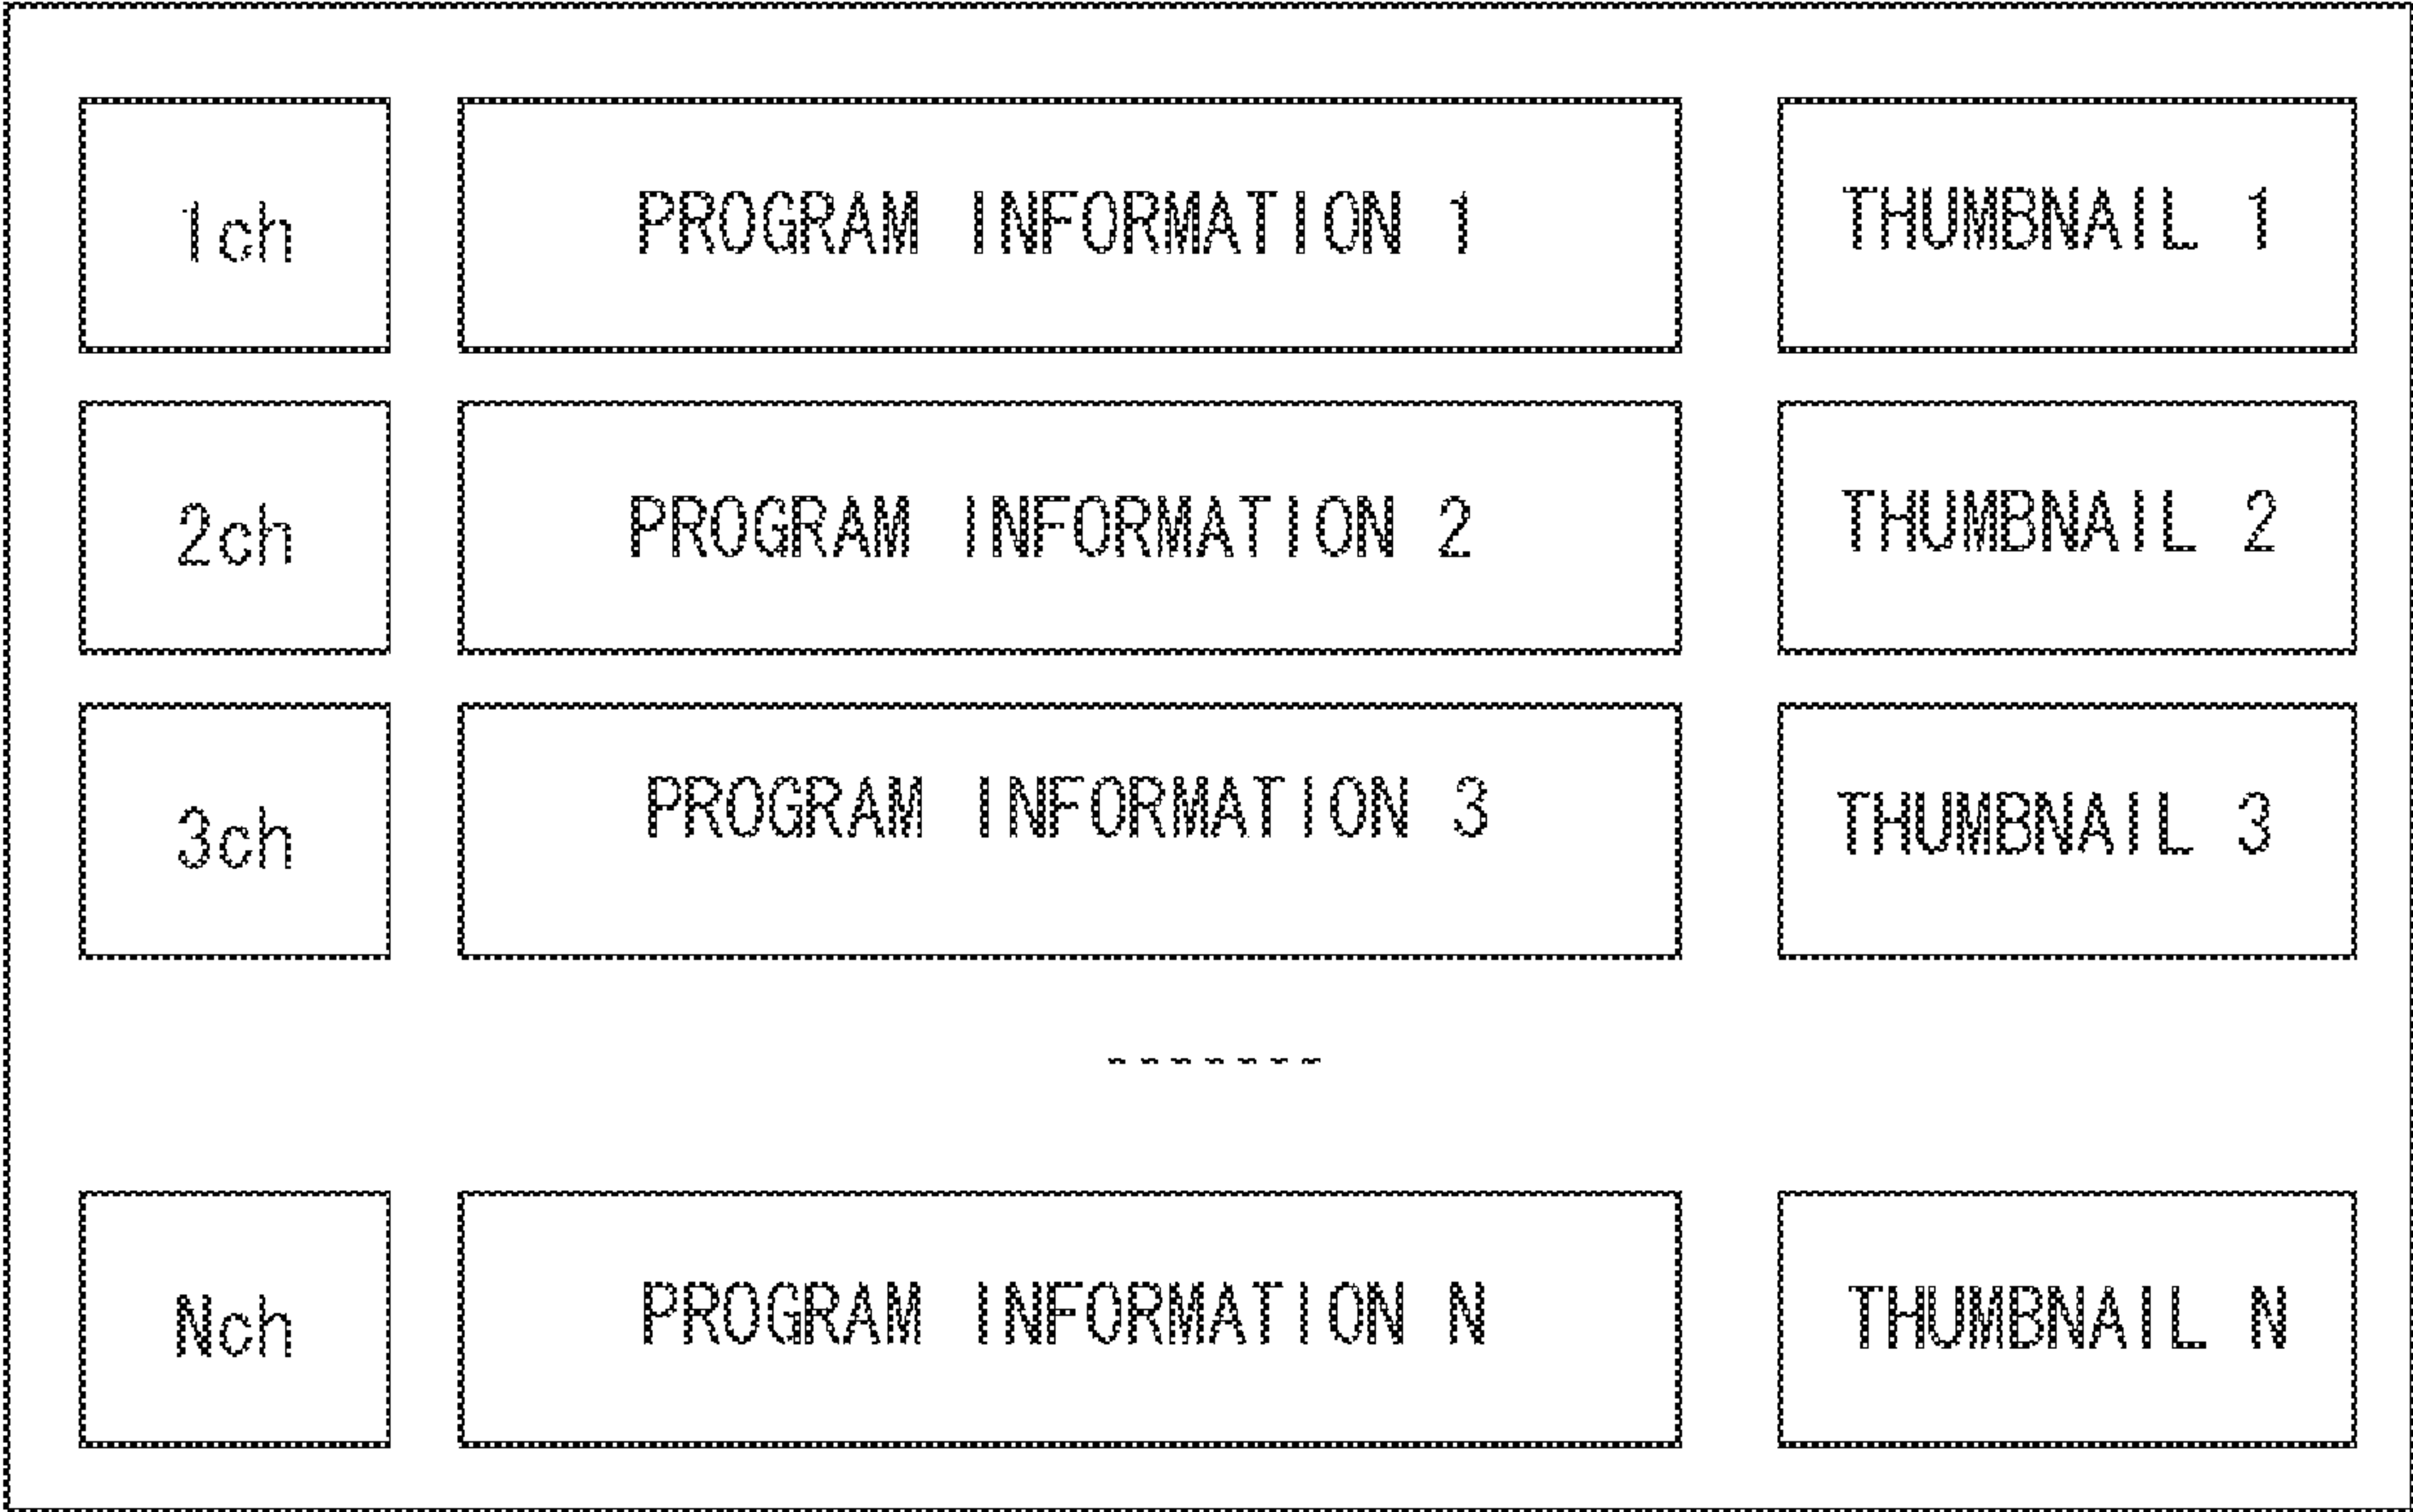 1ch PROGRAM INFORMATION 1 THUMBNAIL 1
2ch PROGRAM INFORMATION 2 THUMBNAIL 2
3ch PROGRAM INFORMATION 3 THUMBNAIL 3
-------
Nch PROGRAM INFORMATION N THUMBNAIL N